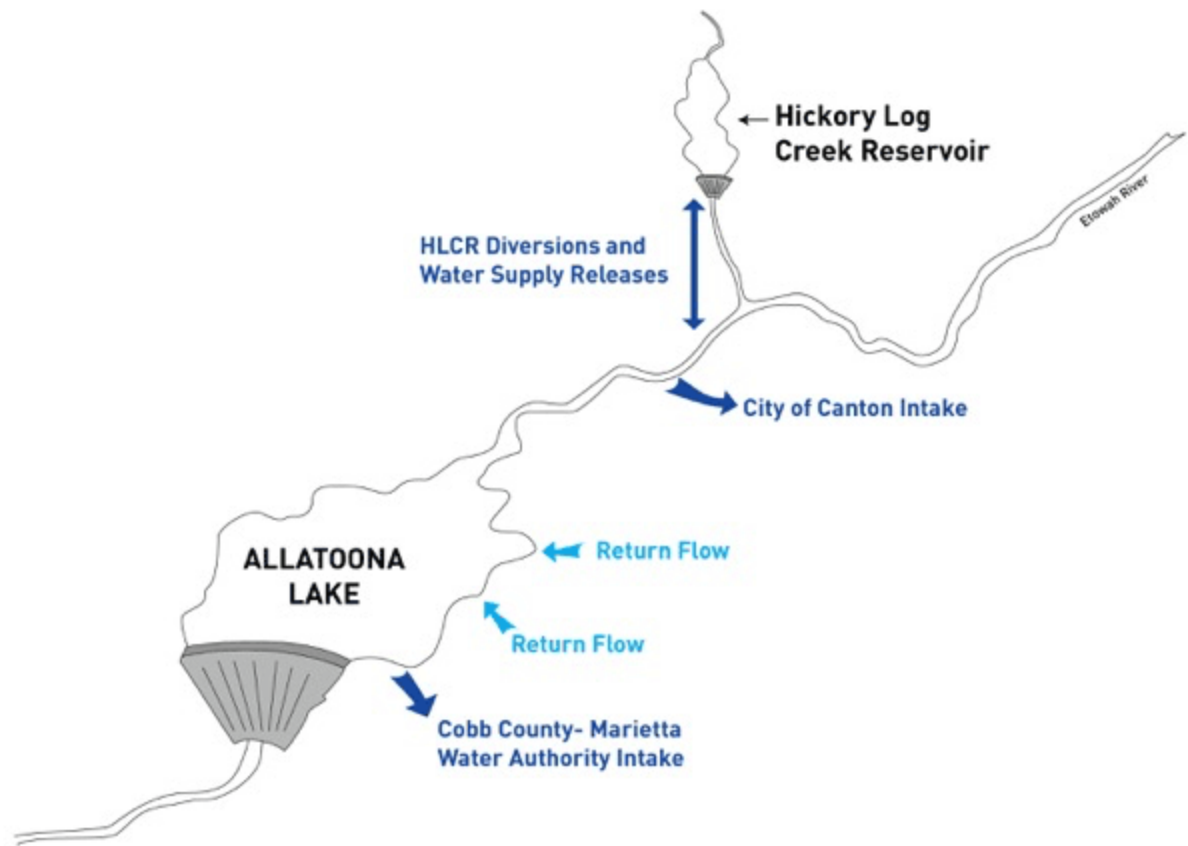 Hickory Log
Creek Reservoir
Etowah River
HLCR Diversions and
Water Supply Releases
City of Canton Intake
ALLATOONA
LAKE
Return Flow
Return Flow
Cobb County- Marietta
Water Authority Intake